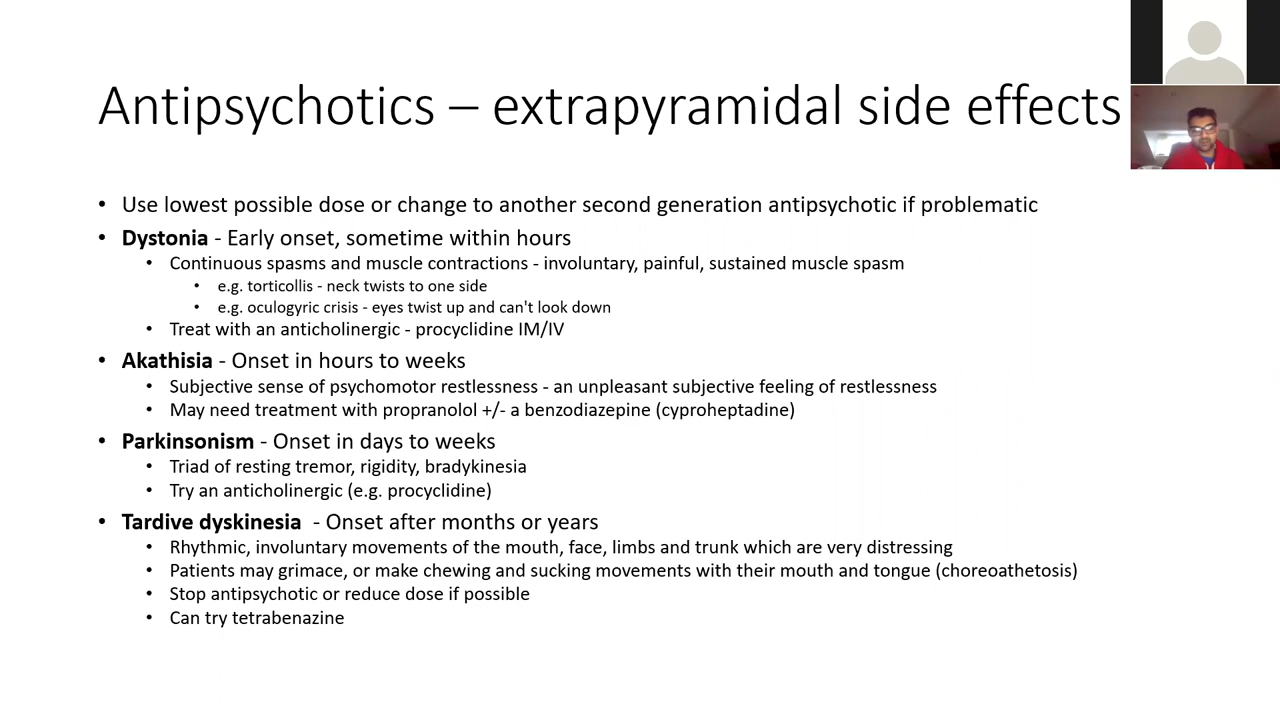 Antipsychotics – extrapyramidal side effects
• Use lowest possible dose or change to another second generation antipsychotic if problematic
• Dystonia - Early onset, sometime within hours
• Continuous spasms and muscle contractions - involuntary, painful, sustained muscle spasm
• e.g. torticollis - neck twists to one side
• e.g. oculogyric crisis - eyes twist up and can't look down
• Treat with an anticholinergic - procyclidine IM/IV
• Akathisia - Onset in hours to weeks
• Subjective sense of psychomotor restlessness - an unpleasant subjective feeling of restlessness
• May need treatment with propranolol +/- a benzodiazepine (cyproheptadine)
• Parkinsonism - Onset in days to weeks
• Triad of resting tremor, rigidity, bradykinesia
• Try an anticholinergic (e.g. procyclidine)
• Tardive dyskinesia - Onset after months or years
• Rhythmic, involuntary movements of the mouth, face, limbs and trunk which are very distressing
• Patients may grimace, or make chewing and sucking movements with their mouth and tongue (choreoathetosis)
• Stop antipsychotic or reduce dose if possible
• Can try tetrabenazine